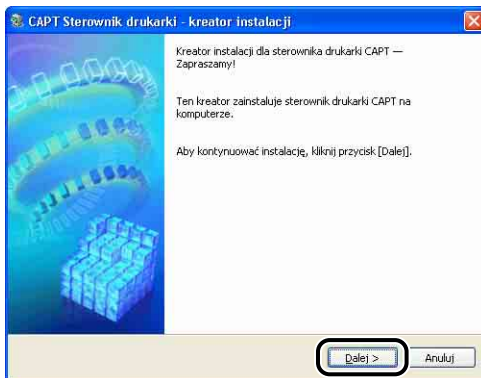 CAPT Sterownik drukarki - kreator instalacji
Kreator instalacji dla sterownika drukarki CAPT —
Zapraszamy!
Ten kreator zainstaluje sterownik drukarki CAPT na
komputerze.
Aby kontynuować instalację, kliknij przycisk [Dalej].
Dalej >
Anuluj